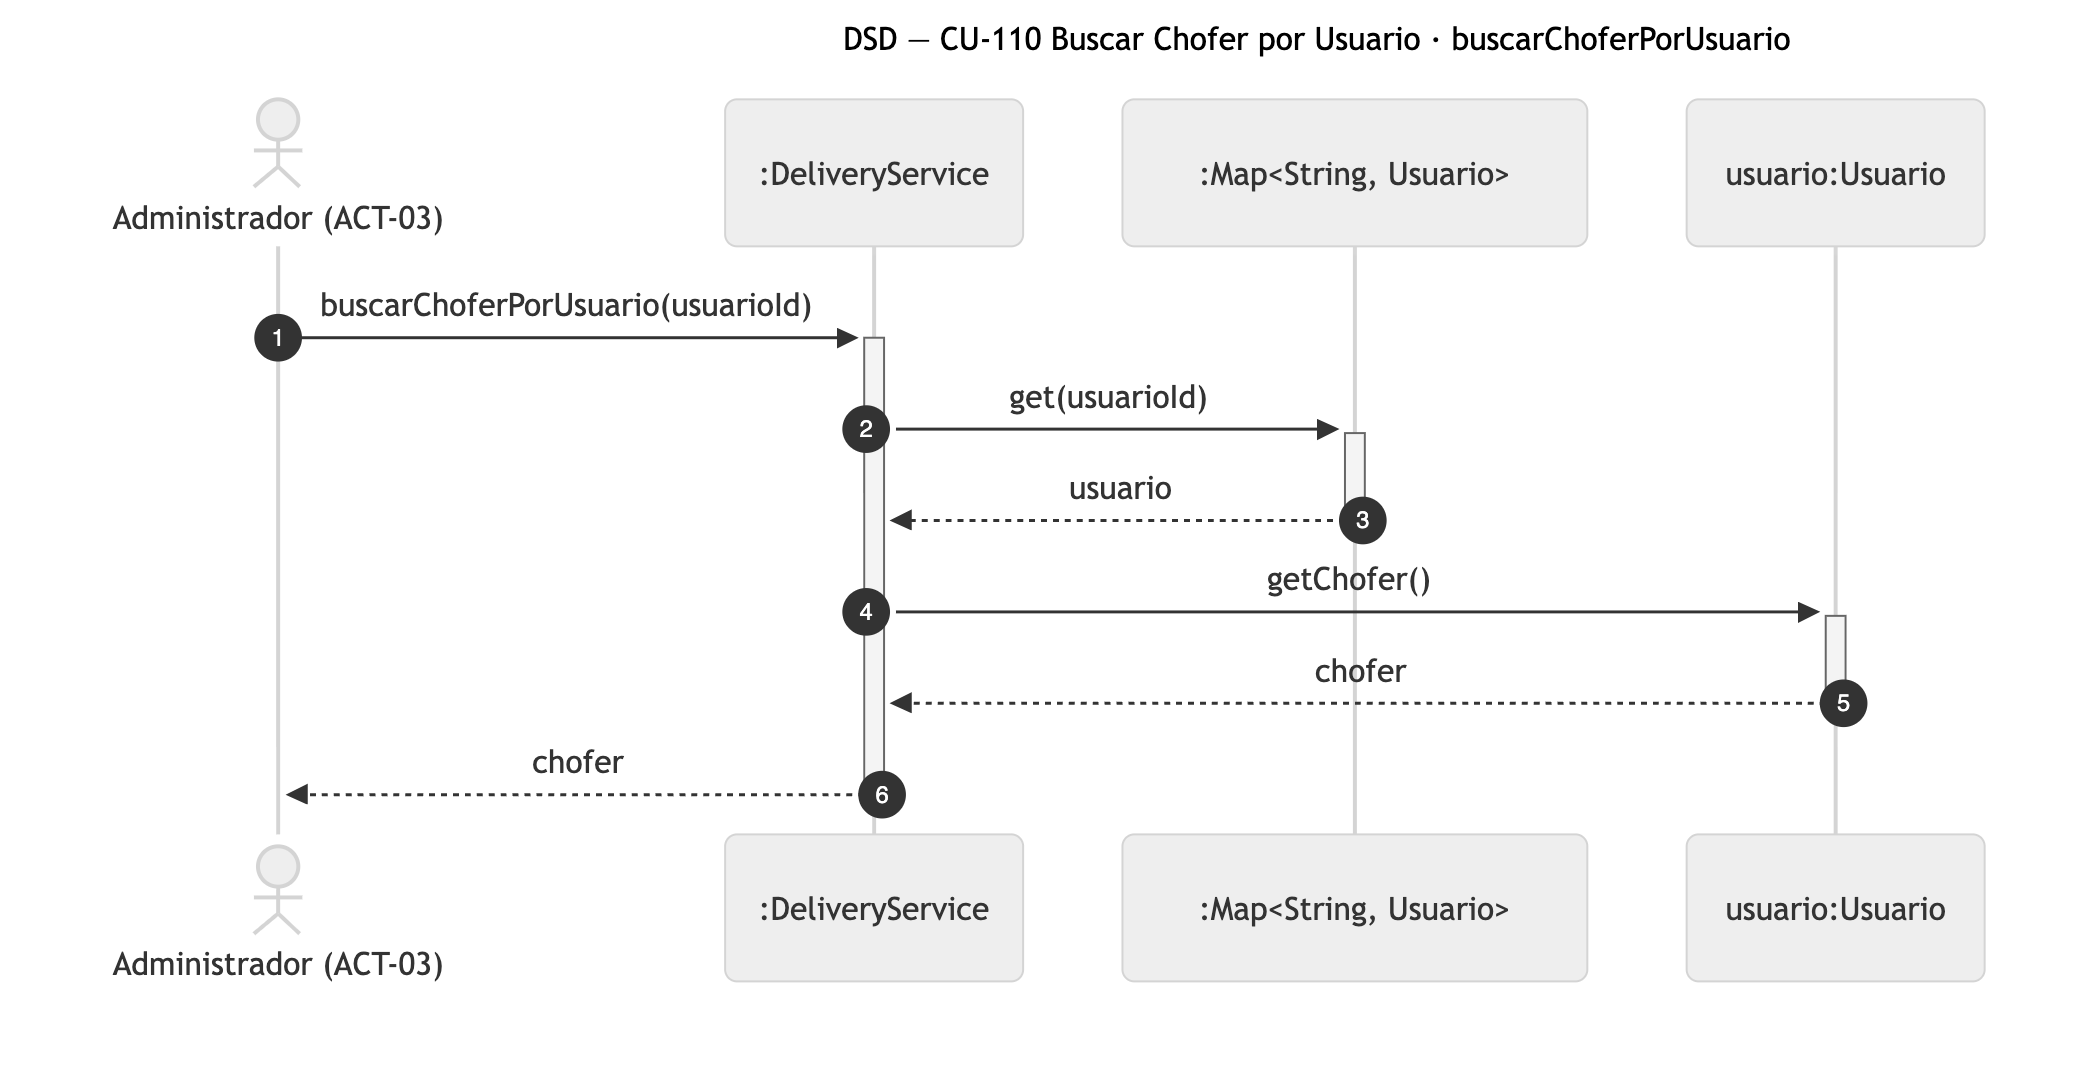 DSD — CU-110 Buscar Chofer por Usuario · buscarChoferPorUsuario
Administrador (ACT-03)
:DeliveryService
:Map<String, Usuario>
usuario:Usuario
buscarChoferPorUsuario(usuarioId)
1
get(usuarioId)
2
usuario
3
getChofer()
4
chofer
5
chofer
6
Administrador (ACT-03)
:DeliveryService
:Map<String, Usuario>
usuario:Usuario